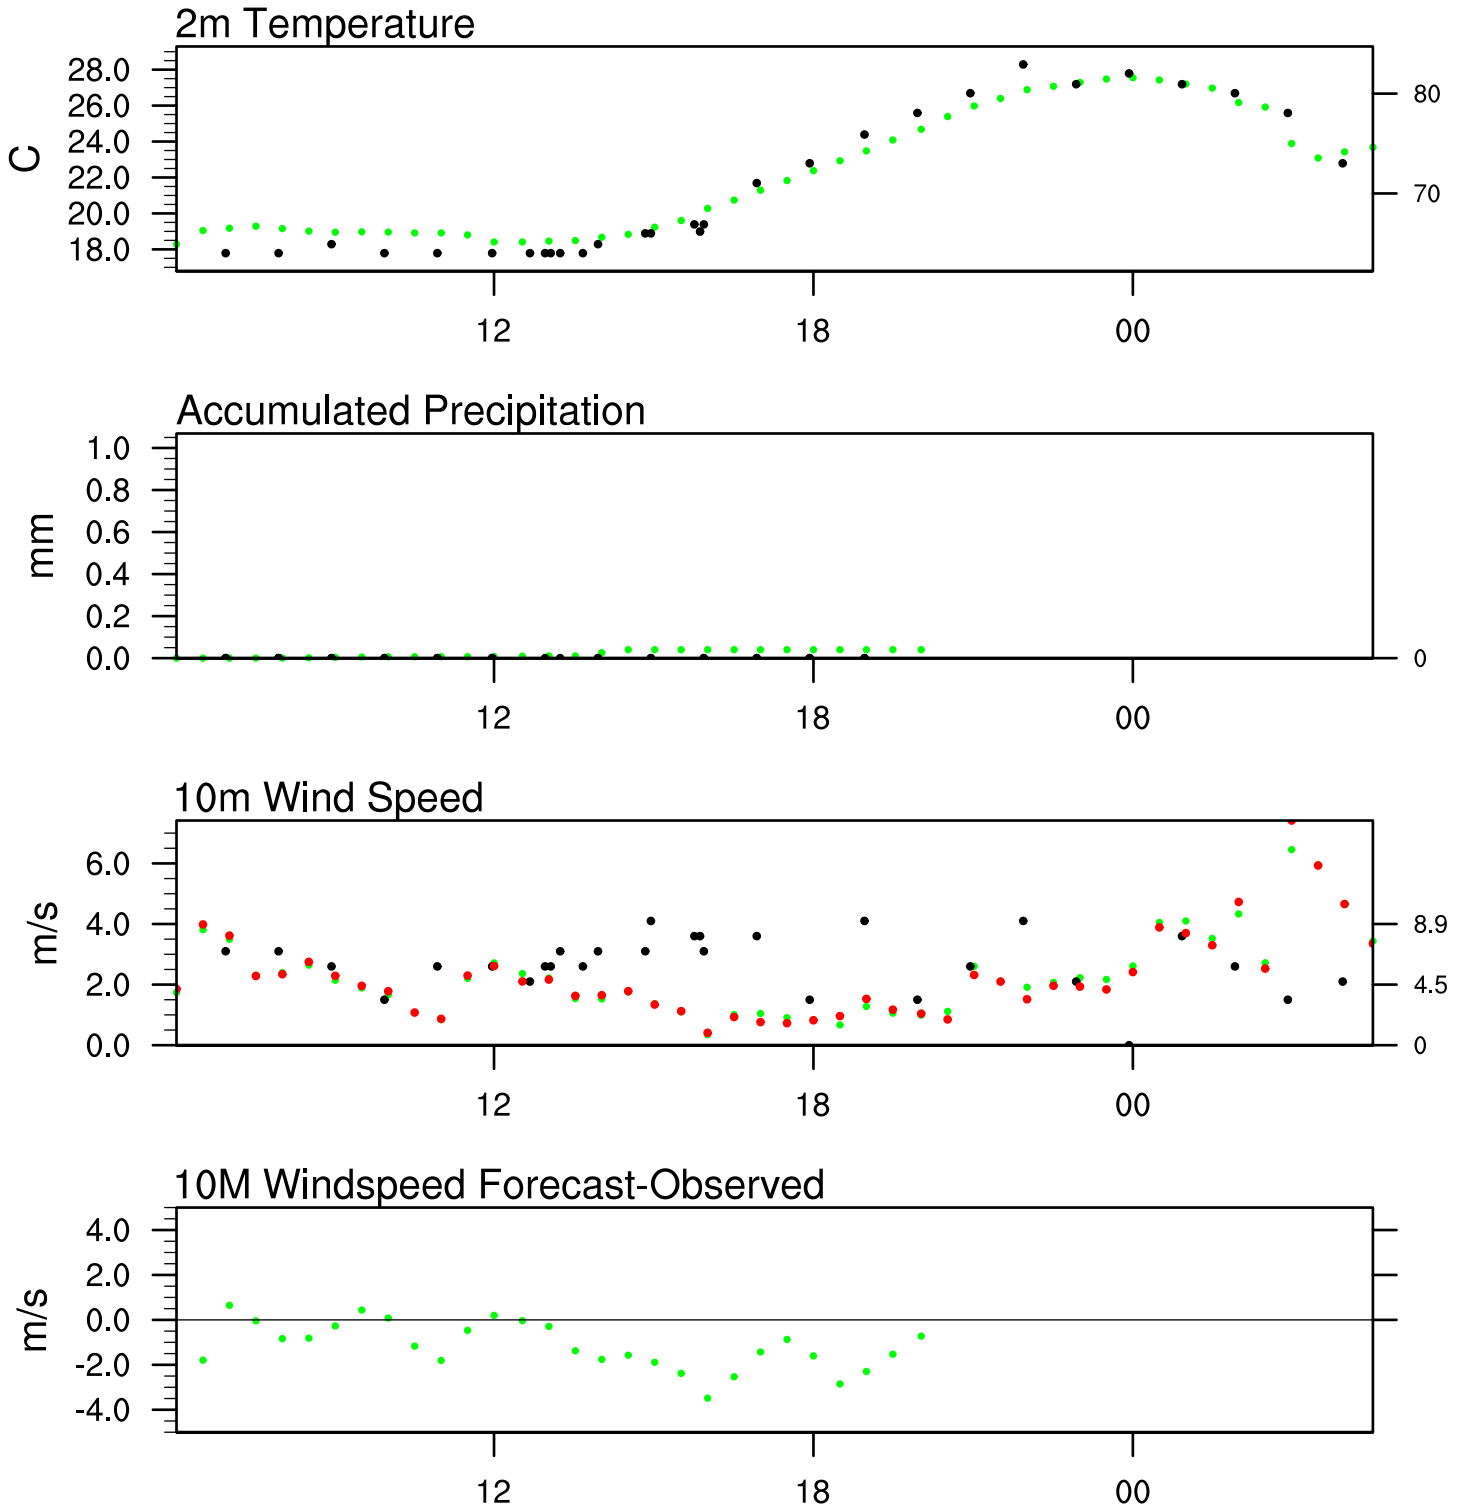 2m Temperature
28.0
26.0
24.0
22.0
20.0
18.0
C
80
70
12 18 00
Accumulated Precipitation
1.0
0.8
0.6
0.4
0.2
0.0
mm
0
12 18 00
10m Wind Speed
6.0
4.0
2.0
0.0
m/s
8.9
4.5
0
12 18 00
10M Windspeed Forecast-Observed
4.0
2.0
0.0
-2.0
-4.0
m/s
12 18 00